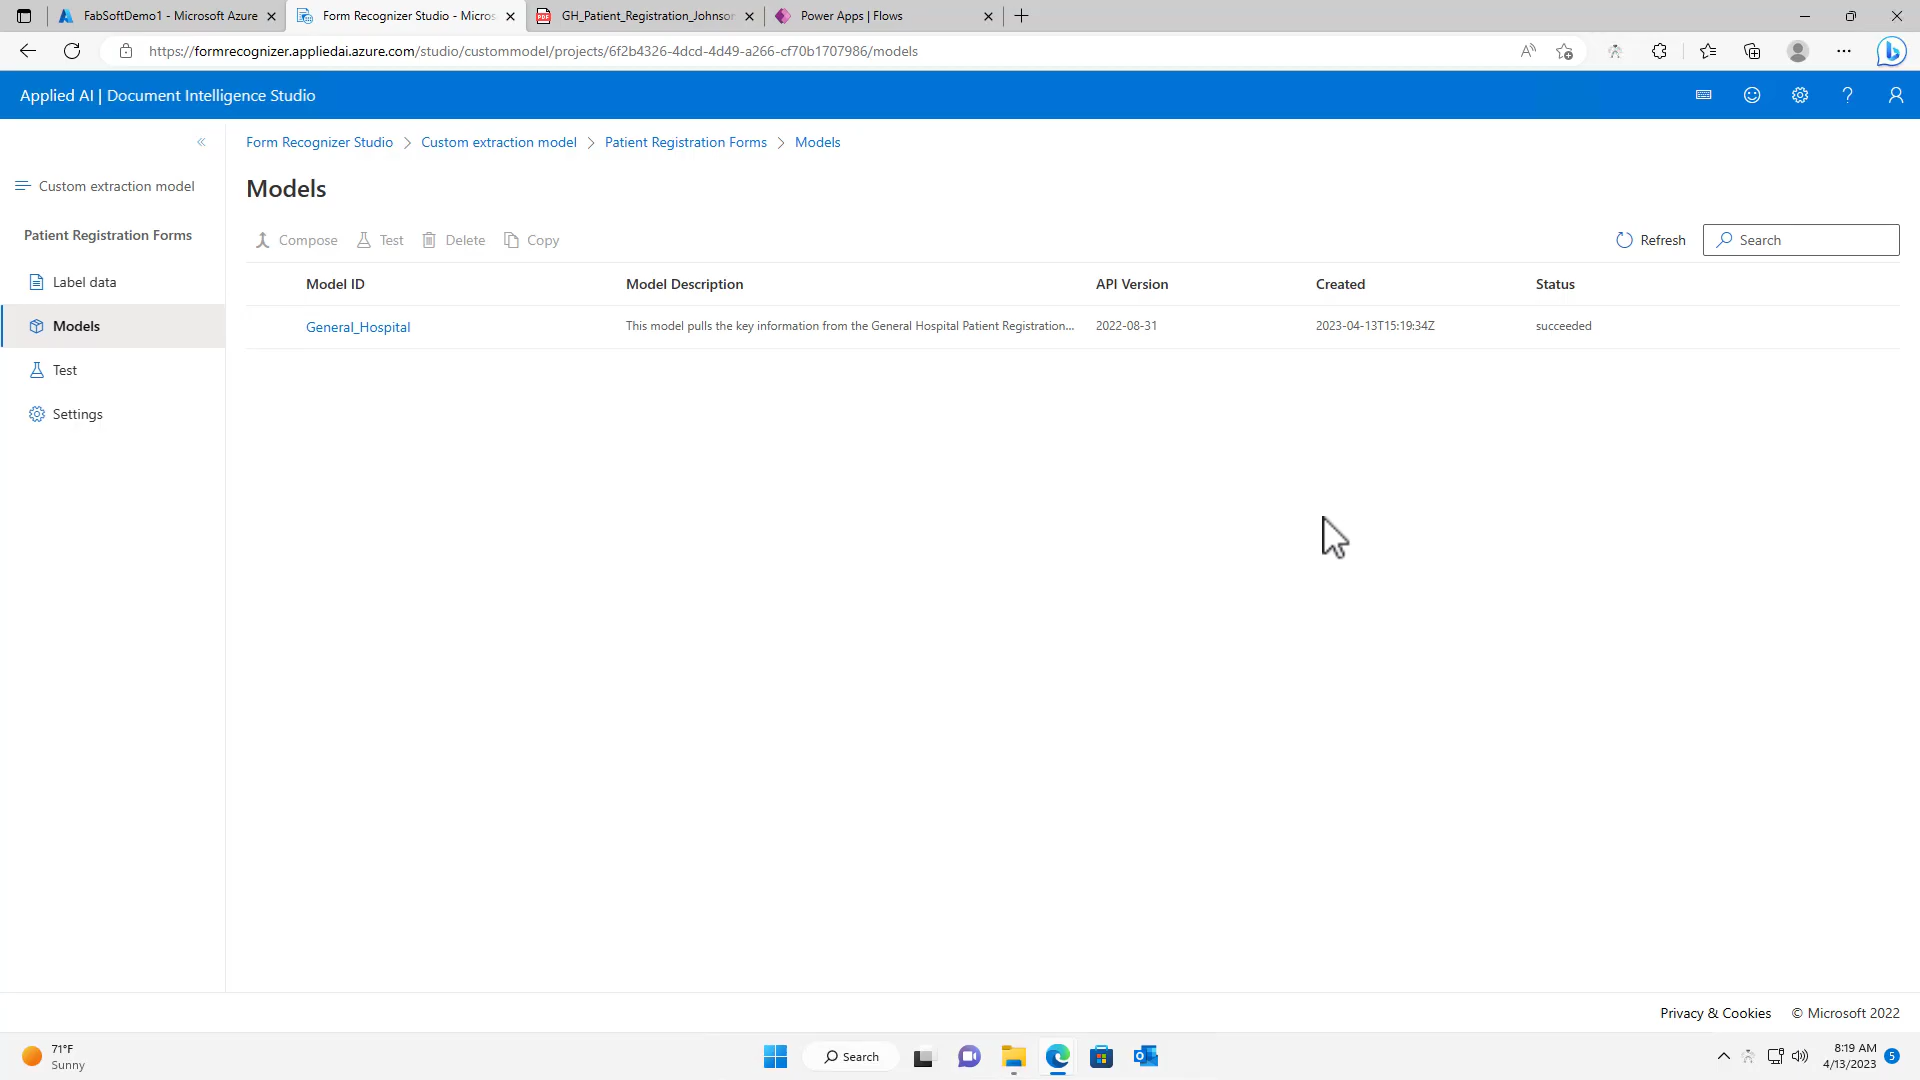 FabSoftDemo1 - Microsoft Azure
Form Recognizer Studio - Micros
GH_Patient_Registration_Johnson
Power Apps | Flows
https://formrecognizer.appliedai.azure.com/studio/custommodel/projects/6f2b4326-4dcd-4d49-a266-cf70b1707986/models
Applied AI | Document Intelligence Studio
Form Recognizer Studio > Custom extraction model > Patient Registration Forms > Models
Custom extraction model
Models
Patient Registration Forms
Compose Test Delete Copy Refresh Search
Label data
Model ID Model Description API Version Created Status
Models
General_Hospital This model pulls the key information from the General Hospital Patient Registration... 2022-08-31 2023-04-13T15:19:34Z succeeded
Test
Settings
Privacy & Cookies © Microsoft 2022
71°F
Sunny
Search
8:19 AM
4/13/2023
5